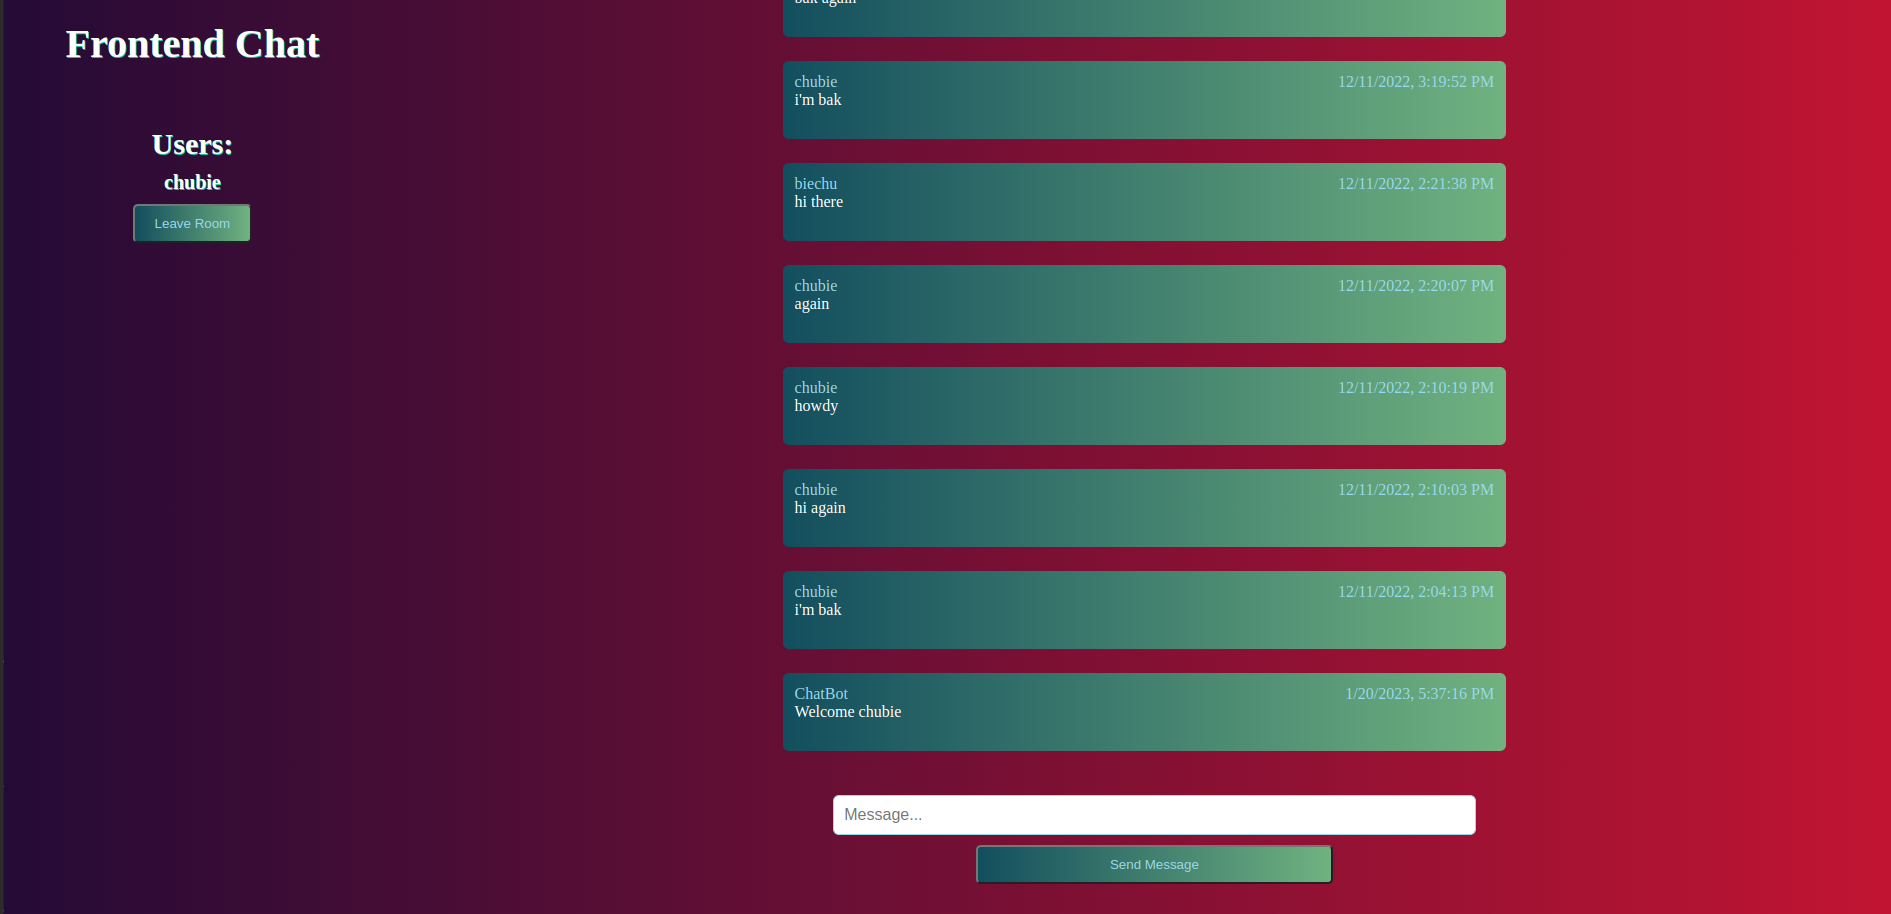 Frontend Chat
Users:
chubie
Leave Room
bak again
chubie 12/11/2022, 3:19:52 PM
i'm bak
biechu 12/11/2022, 2:21:38 PM
hi there
chubie 12/11/2022, 2:20:07 PM
again
chubie 12/11/2022, 2:10:19 PM
howdy
chubie 12/11/2022, 2:10:03 PM
hi again
chubie 12/11/2022, 2:04:13 PM
i'm bak
ChatBot 1/20/2023, 5:37:16 PM
Welcome chubie
Message...
Send Message